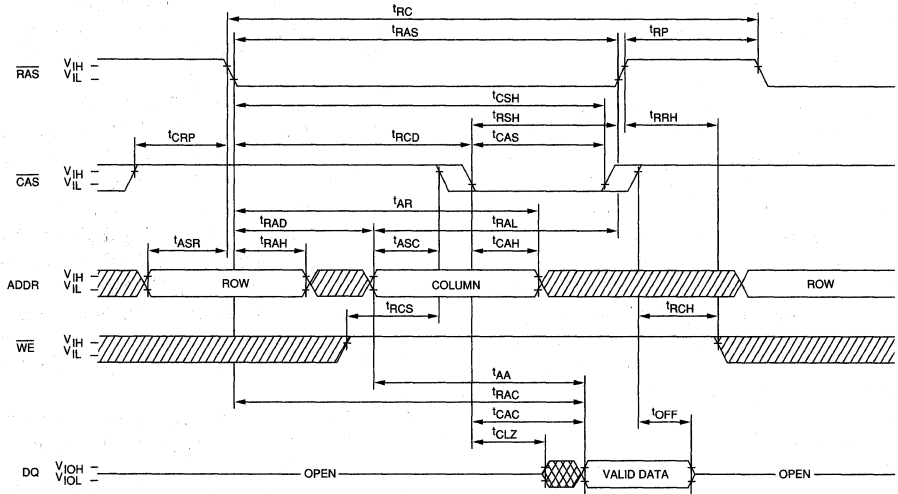 tRC
tRAS
tRP
RAS VIH
VIL
tCSH
tRSH
tRRH
tCRP
tRCD
tCAS
CAS VIH
VIL
tAR
tRAD
tRAL
tASR
tRAH
tASC
tCAH
ADDR VIH
VIL
ROW
COLUMN
ROW
tRCS
tRCH
WE VIH
VIL
tAA
tRAC
tCAC
tOFF
tCLZ
DQ VIOH
VIOL
OPEN
VALID DATA
OPEN